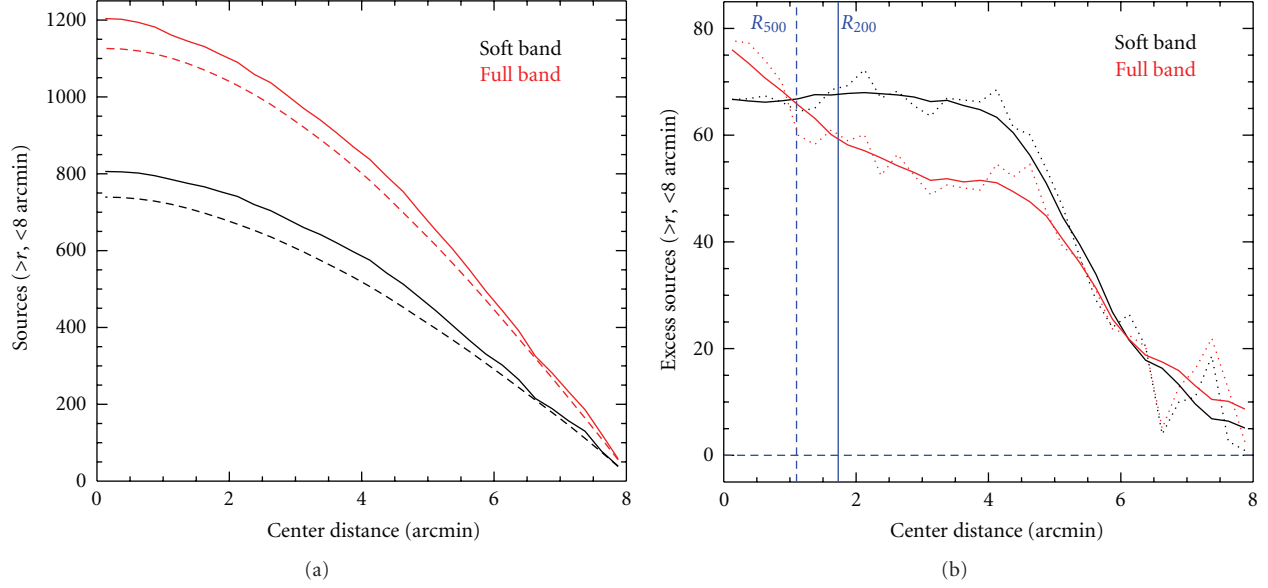 1200
1000
800
600
400
200
0
Sources (>r, <8 arcmin)
Soft band
Full band
0 2 4 6 8
Center distance (arcmin)
(a)
80
60
40
20
0
Excess sources (>r, <8 arcmin)
R500
R200
Soft band
Full band
0 2 4 6 8
Center distance (arcmin)
(b)